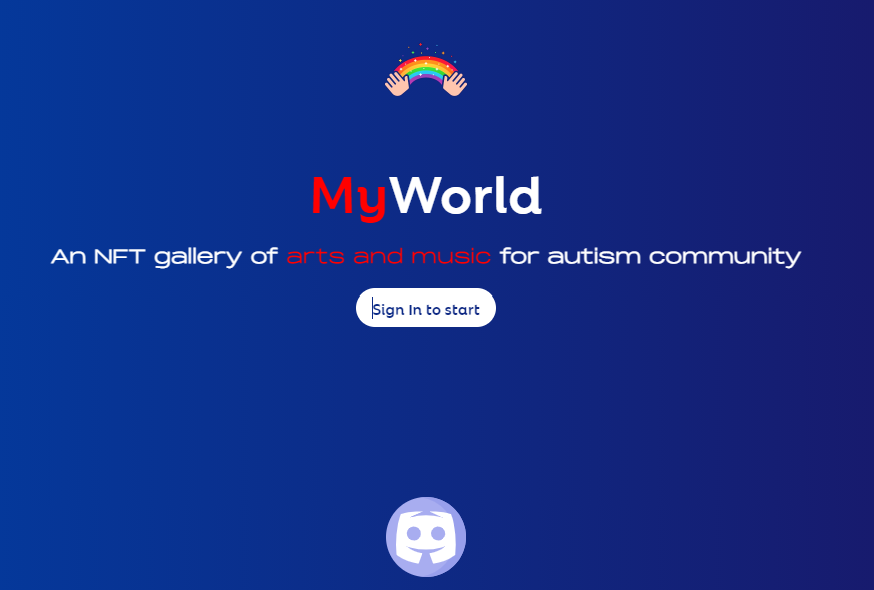 MyWorld
An NFT gallery of arts and music for autism community
Sign In to start